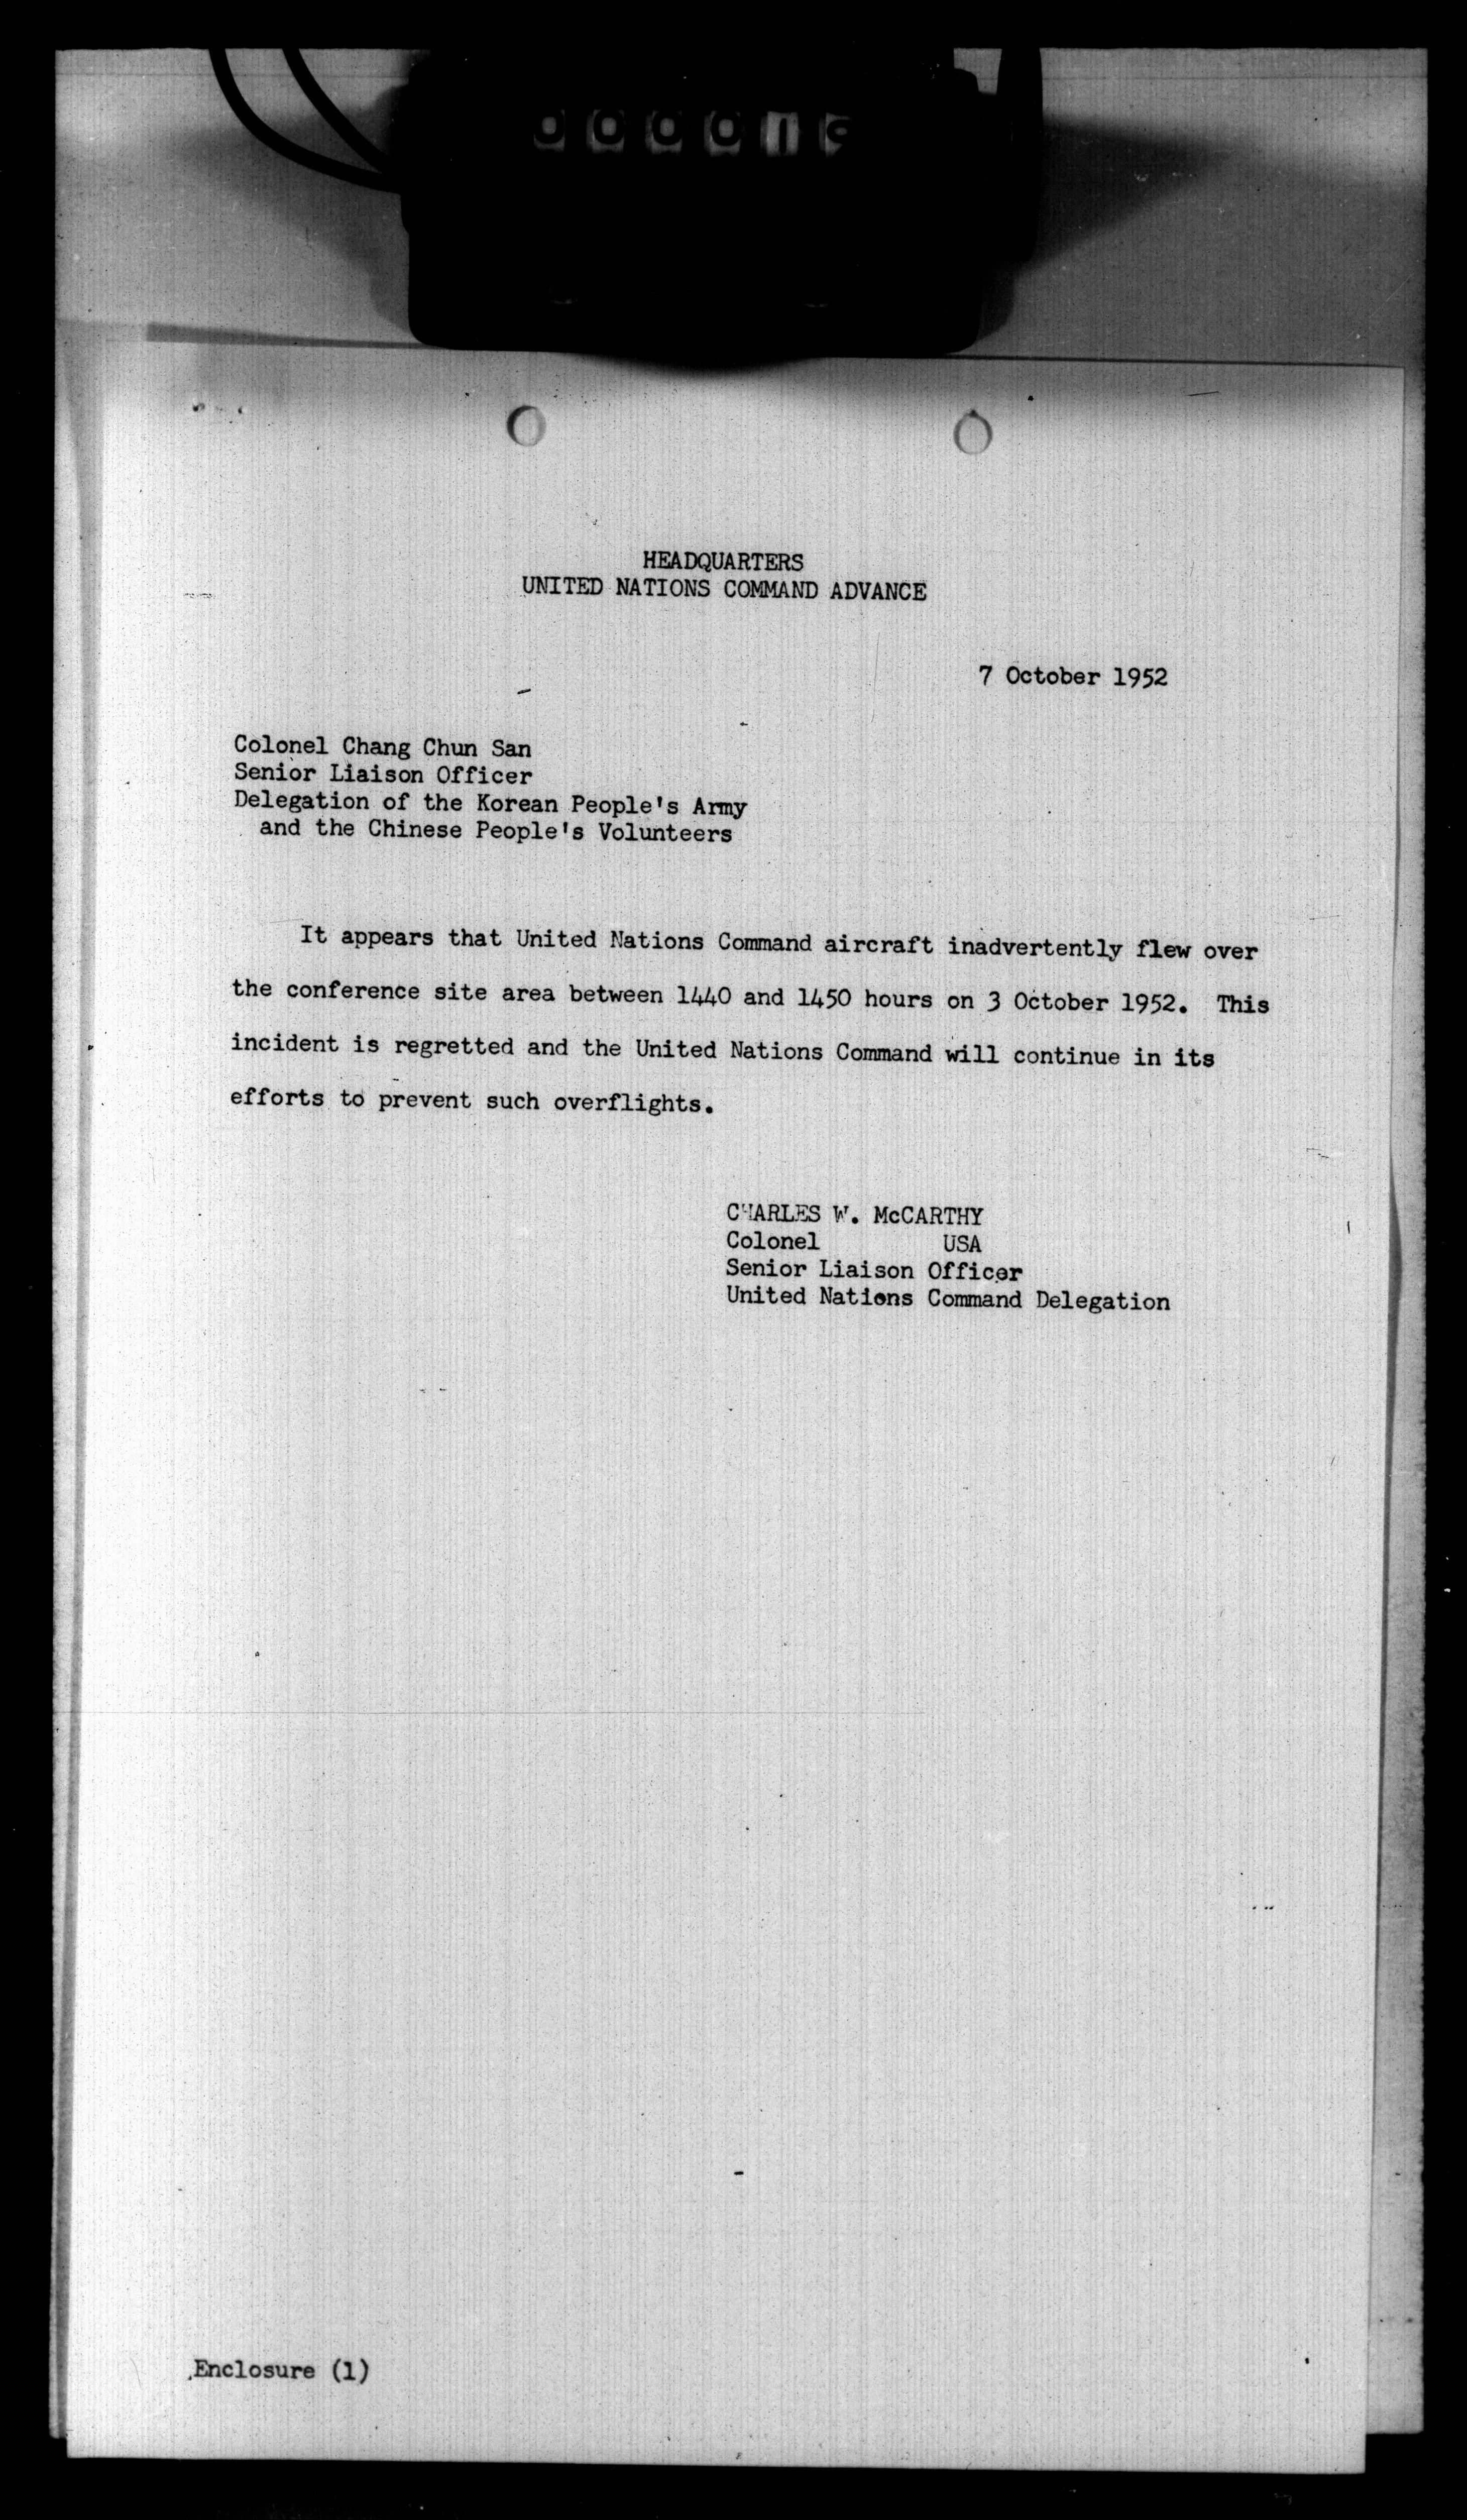 HEADQUARTERS
UNITED NATIONS COMMAND ADVANCE
7 October 1952
Colonel Chang Chun San
Senior Liaison Officer
Delegation of the Korean People's Army
and the Chinese People's Volunteers
It appears that United Nations Command aircraft inadvertently flew over
the conference site area between 1440 and 1450 hours on 3 October 1952. This
incident is regretted and the United Nations Command will continue in its
efforts to prevent such overflights.
CHARLES W. McCARTHY
Colonel USA
Senior Liaison Officer
United Nations Command Delegation
Enclosure (1)